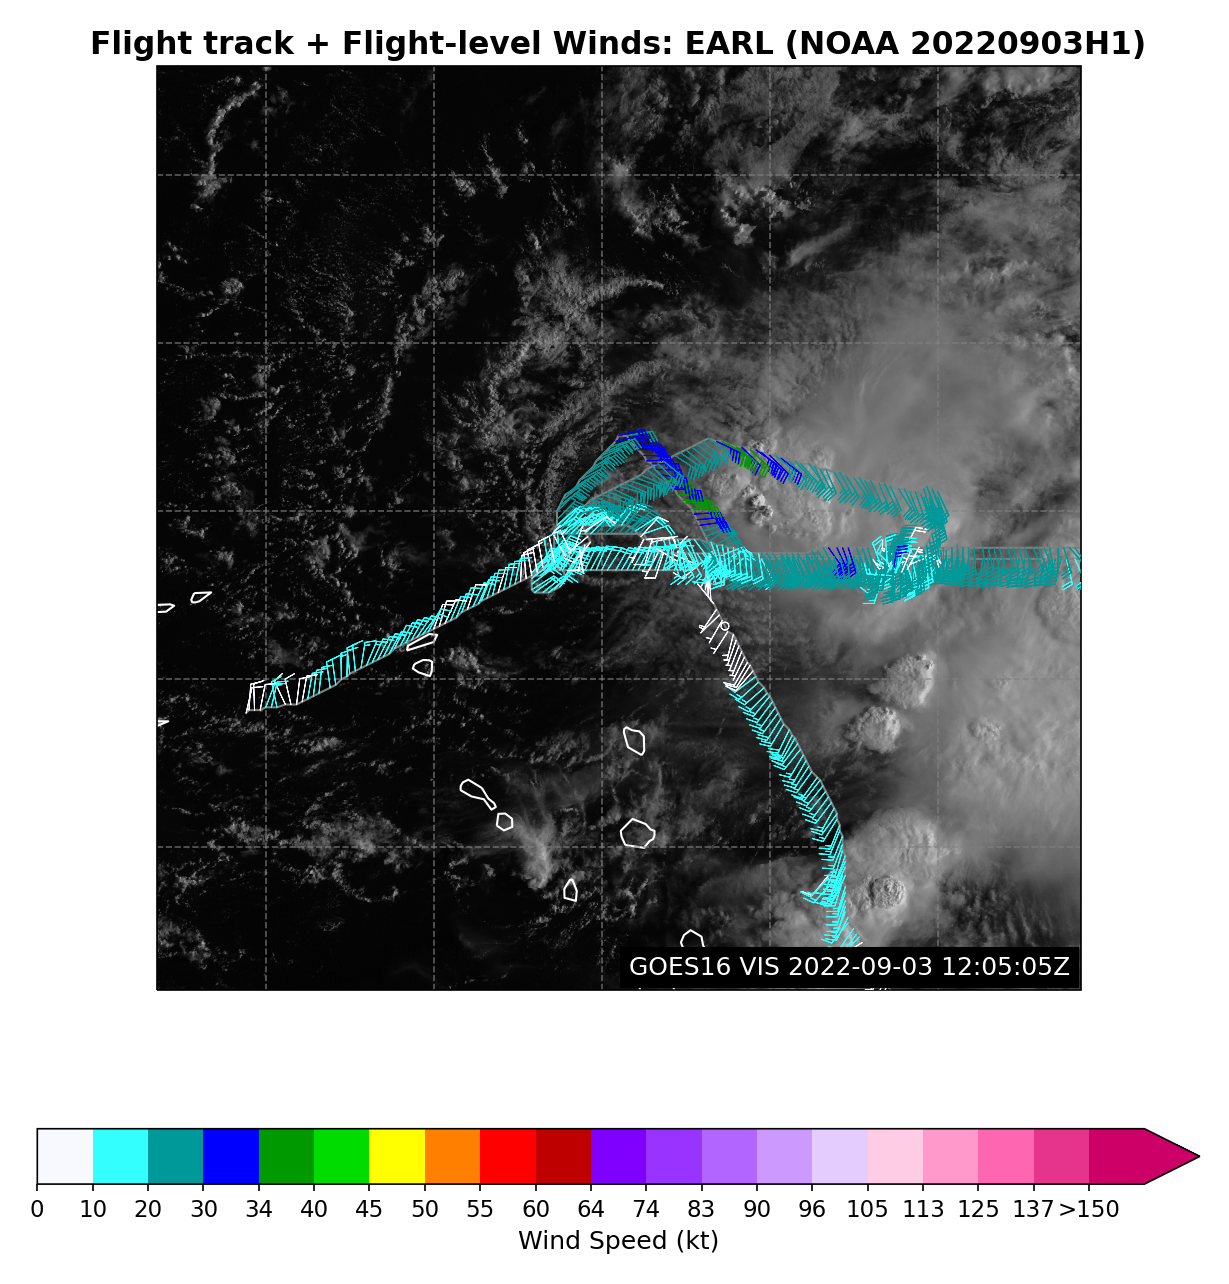 Flight track + Flight-level Winds: EARL (NOAA 20220903H1)
GOES16 VIS 2022-09-03 12:05:05Z
0 10 20 30 34 40 45 50 55 60 64 74 83 90 96 105 113 125 137 >150
Wind Speed (kt)